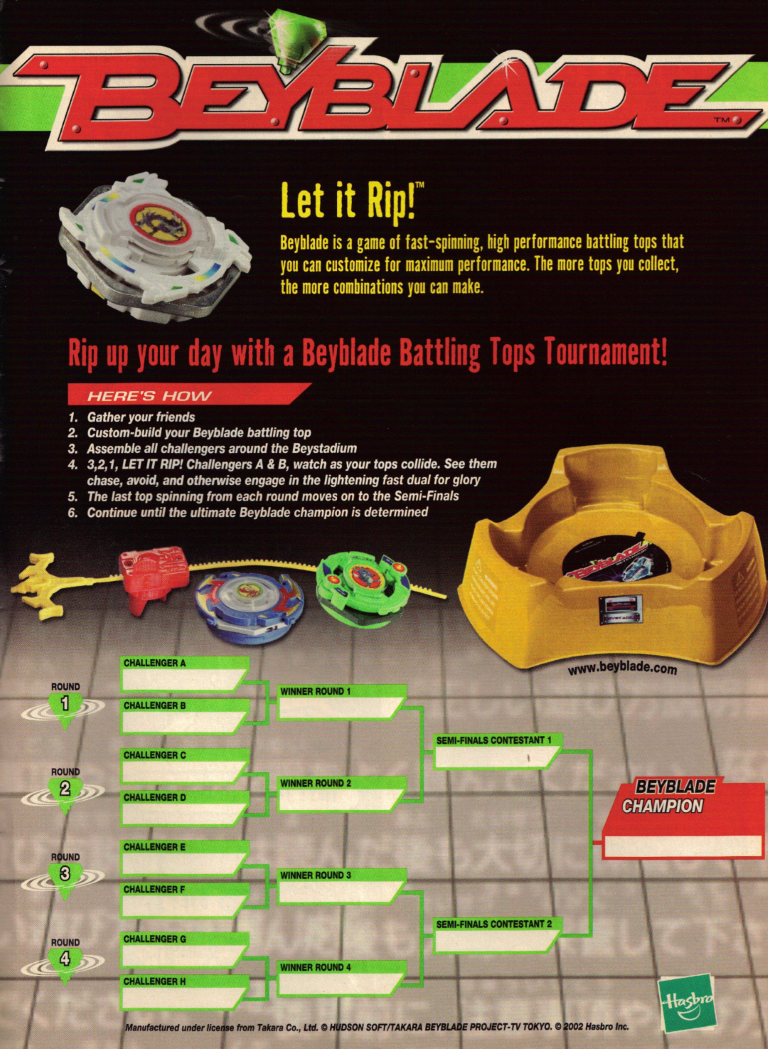 BEYBLADE™
Let it Rip!™
Beyblade is a game of fast-spinning, high performance battling tops that
you can customize for maximum performance. The more tops you collect,
the more combinations you can make.
Rip up your day with a Beyblade Battling Tops Tournament!
HERE'S HOW
1. Gather your friends
2. Custom-build your Beyblade battling top
3. Assemble all challengers around the Beystadium
4. 3,2,1, LET IT RIP! Challengers A & B, watch as your tops collide. See them
chase, avoid, and otherwise engage in the lightening fast dual for glory
5. The last top spinning from each round moves on to the Semi-Finals
6. Continue until the ultimate Beyblade champion is determined
BEYBLADE
www.beyblade.com
ROUND
1
CHALLENGER A
CHALLENGER B
WINNER ROUND 1
SEMI-FINALS CONTESTANT 1
ROUND
2
CHALLENGER C
CHALLENGER D
WINNER ROUND 2
BEYBLADE
CHAMPION
ROUND
3
CHALLENGER E
CHALLENGER F
WINNER ROUND 3
SEMI-FINALS CONTESTANT 2
ROUND
4
CHALLENGER G
CHALLENGER H
WINNER ROUND 4
Hasbro
Manufactured under license from Takara Co., Ltd. © HUDSON SOFT/TAKARA BEYBLADE PROJECT-TV TOKYO. © 2002 Hasbro Inc.